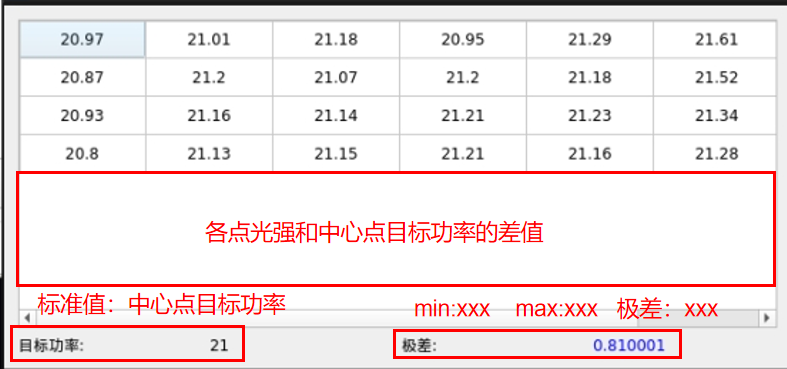 20.97 21.01 21.18 20.95 21.29 21.61
20.87 21.2 21.07 21.2 21.18 21.52
20.93 21.16 21.14 21.21 21.23 21.34
20.8 21.13 21.15 21.21 21.16 21.28
各点光强和中心点目标功率的差值
标准值：中心点目标功率 min:xxx max:xxx 极差：xxx
目标功率: 21 极差: 0.810001